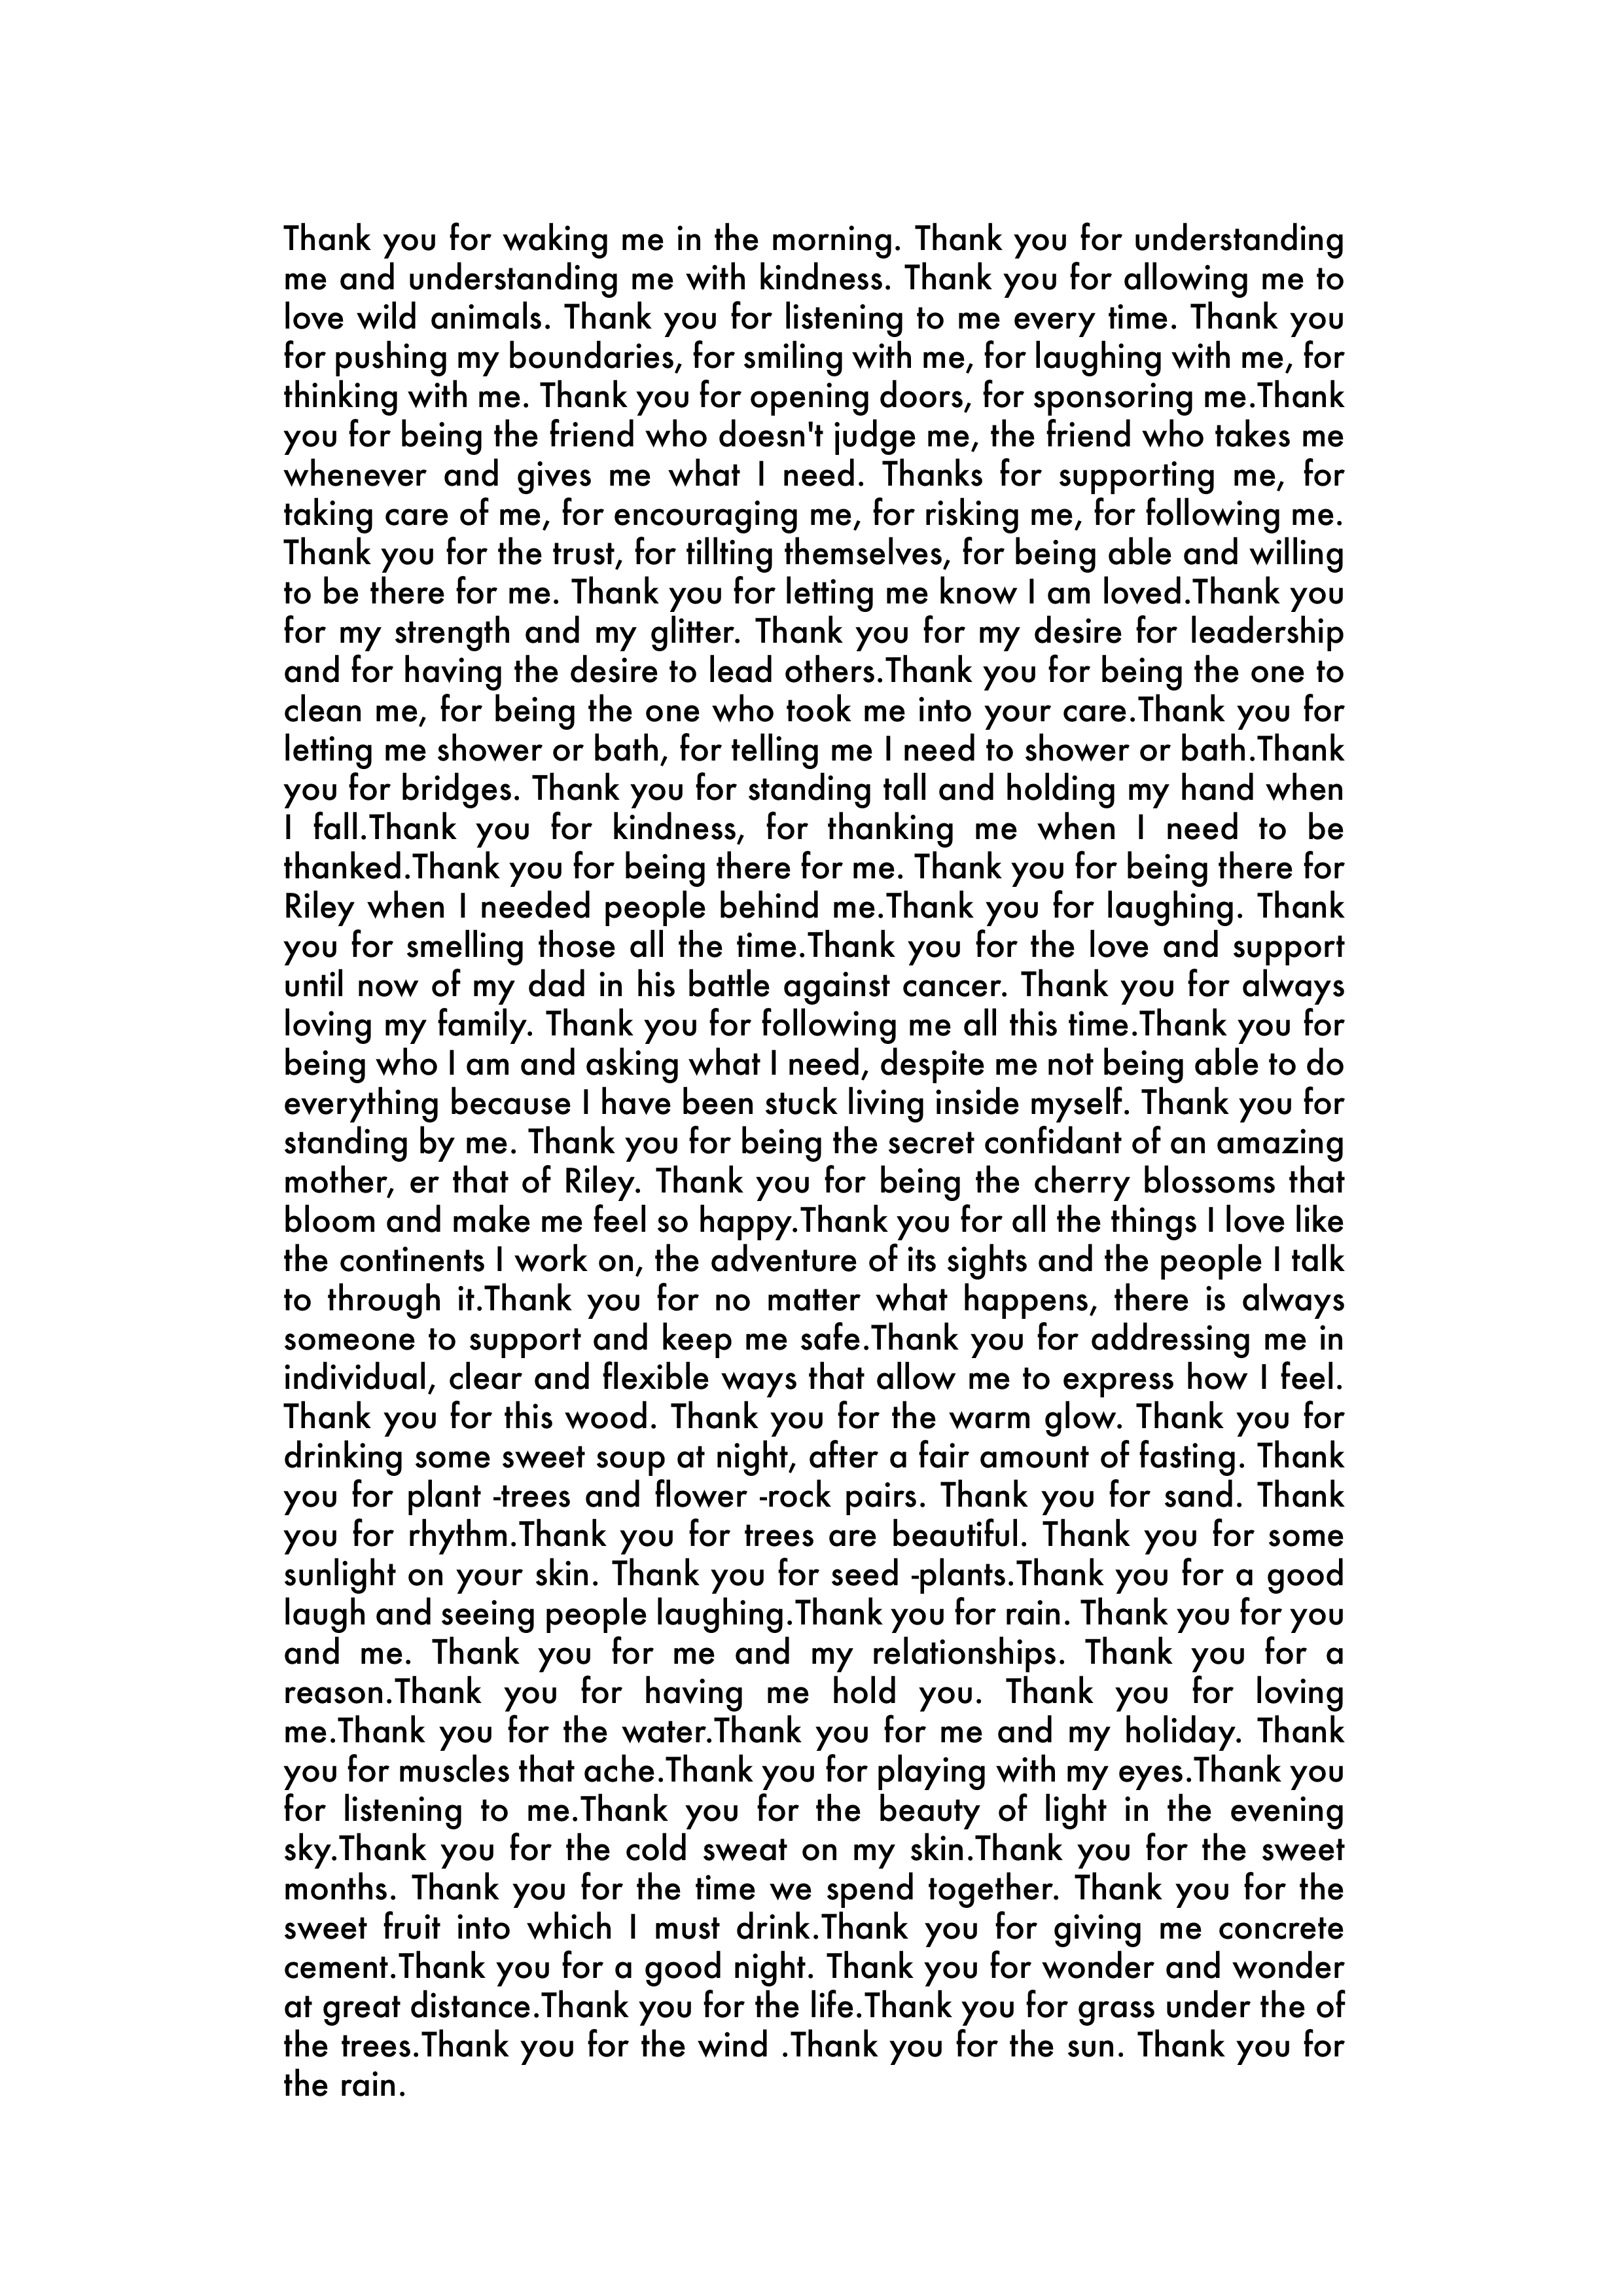 Thank you for waking me in the morning. Thank you for understanding
me and understanding me with kindness. Thank you for allowing me to
love wild animals. Thank you for listening to me every time. Thank you
for pushing my boundaries, for smiling with me, for laughing with me, for
thinking with me. Thank you for opening doors, for sponsoring me.Thank
you for being the friend who doesn't judge me, the friend who takes me
whenever and gives me what I need. Thanks for supporting me, for
taking care of me, for encouraging me, for risking me, for following me.
Thank you for the trust, for tillting themselves, for being able and willing
to be there for me. Thank you for letting me know I am loved.Thank you
for my strength and my glitter. Thank you for my desire for leadership
and for having the desire to lead others.Thank you for being the one to
clean me, for being the one who took me into your care.Thank you for
letting me shower or bath, for telling me I need to shower or bath.Thank
you for bridges. Thank you for standing tall and holding my hand when
I fall.Thank you for kindness, for thanking me when I need to be
thanked.Thank you for being there for me. Thank you for being there for
Riley when I needed people behind me.Thank you for laughing. Thank
you for smelling those all the time.Thank you for the love and support
until now of my dad in his battle against cancer. Thank you for always
loving my family. Thank you for following me all this time.Thank you for
being who I am and asking what I need, despite me not being able to do
everything because I have been stuck living inside myself. Thank you for
standing by me. Thank you for being the secret confidant of an amazing
mother, er that of Riley. Thank you for being the cherry blossoms that
bloom and make me feel so happy.Thank you for all the things I love like
the continents I work on, the adventure of its sights and the people I talk
to through it.Thank you for no matter what happens, there is always
someone to support and keep me safe.Thank you for addressing me in
individual, clear and flexible ways that allow me to express how I feel.
Thank you for this wood. Thank you for the warm glow. Thank you for
drinking some sweet soup at night, after a fair amount of fasting. Thank
you for plant -trees and flower -rock pairs. Thank you for sand. Thank
you for rhythm.Thank you for trees are beautiful. Thank you for some
sunlight on your skin. Thank you for seed -plants.Thank you for a good
laugh and seeing people laughing.Thank you for rain. Thank you for you
and me. Thank you for me and my relationships. Thank you for a
reason.Thank you for having me hold you. Thank you for loving
me.Thank you for the water.Thank you for me and my holiday. Thank
you for muscles that ache.Thank you for playing with my eyes.Thank you
for listening to me.Thank you for the beauty of light in the evening
sky.Thank you for the cold sweat on my skin.Thank you for the sweet
months. Thank you for the time we spend together. Thank you for the
sweet fruit into which I must drink.Thank you for giving me concrete
cement.Thank you for a good night. Thank you for wonder and wonder
at great distance.Thank you for the life.Thank you for grass under the of
the trees.Thank you for the wind .Thank you for the sun. Thank you for
the rain.